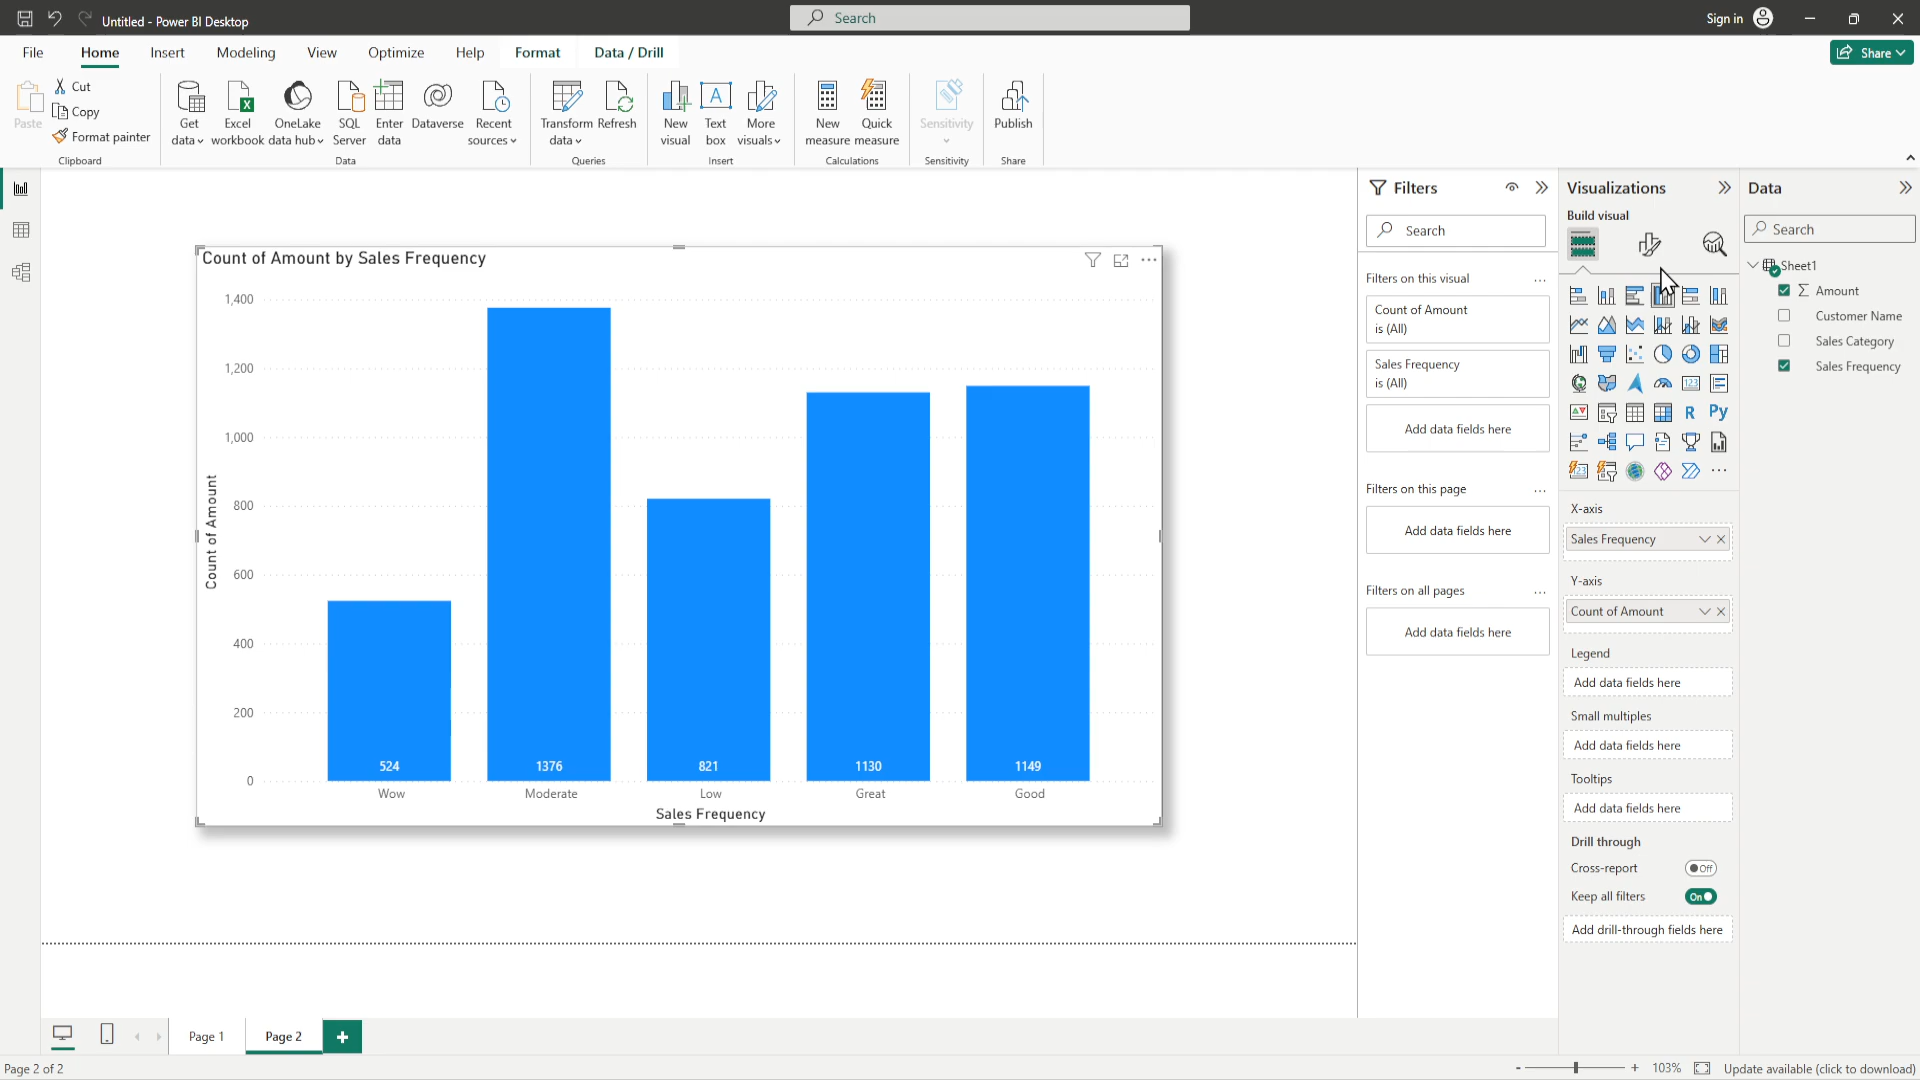 Untitled - Power BI Desktop
Search
Sign in
File Home Insert Modeling View Optimize Help Format Data / Drill
Share
Paste
Cut
Copy
Format painter
Clipboard
Get data
Excel workbook
OneLake data hub
SQL Server
Enter data
Dataverse
Recent sources
Data
Transform data
Refresh
Queries
New visual
A
Text box
More visuals
Insert
New measure
Quick measure
Calculations
Sensitivity
Sensitivity
Publish
Share
Count of Amount by Sales Frequency
1,400
1,200
1,000
800
600
400
200
0
Count of Amount
524 1376 821 1130 1149
Wow Moderate Low Great Good
Sales Frequency
Filters
Search
Filters on this visual
Count of Amount
is (All)
Sales Frequency
is (All)
Add data fields here
Filters on this page
Add data fields here
Filters on all pages
Add data fields here
Visualizations
Build visual
123
R Py
123
X-axis
Sales Frequency
Y-axis
Count of Amount
Legend
Add data fields here
Small multiples
Add data fields here
Tooltips
Add data fields here
Drill through
Cross-report Off
Keep all filters On
Add drill-through fields here
Data
Search
Sheet1
∑ Amount
Customer Name
Sales Category
Sales Frequency
Page 1 Page 2 +
Page 2 of 2
- + 103% Update available (click to download)